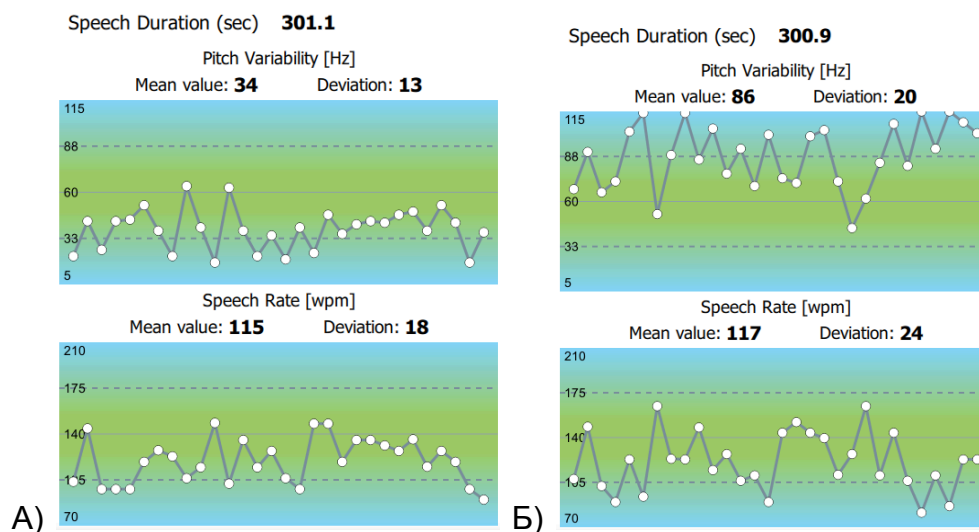 Speech Duration (sec) 301.1
Pitch Variability [Hz]
Mean value: 34 Deviation: 13
115
88
60
33
5
Speech Rate [wpm]
Mean value: 115 Deviation: 18
210
175
140
105
70
А)
Speech Duration (sec) 300.9
Pitch Variability [Hz]
Mean value: 86 Deviation: 20
115
88
60
33
5
Speech Rate [wpm]
Mean value: 117 Deviation: 24
210
175
140
105
70
Б)